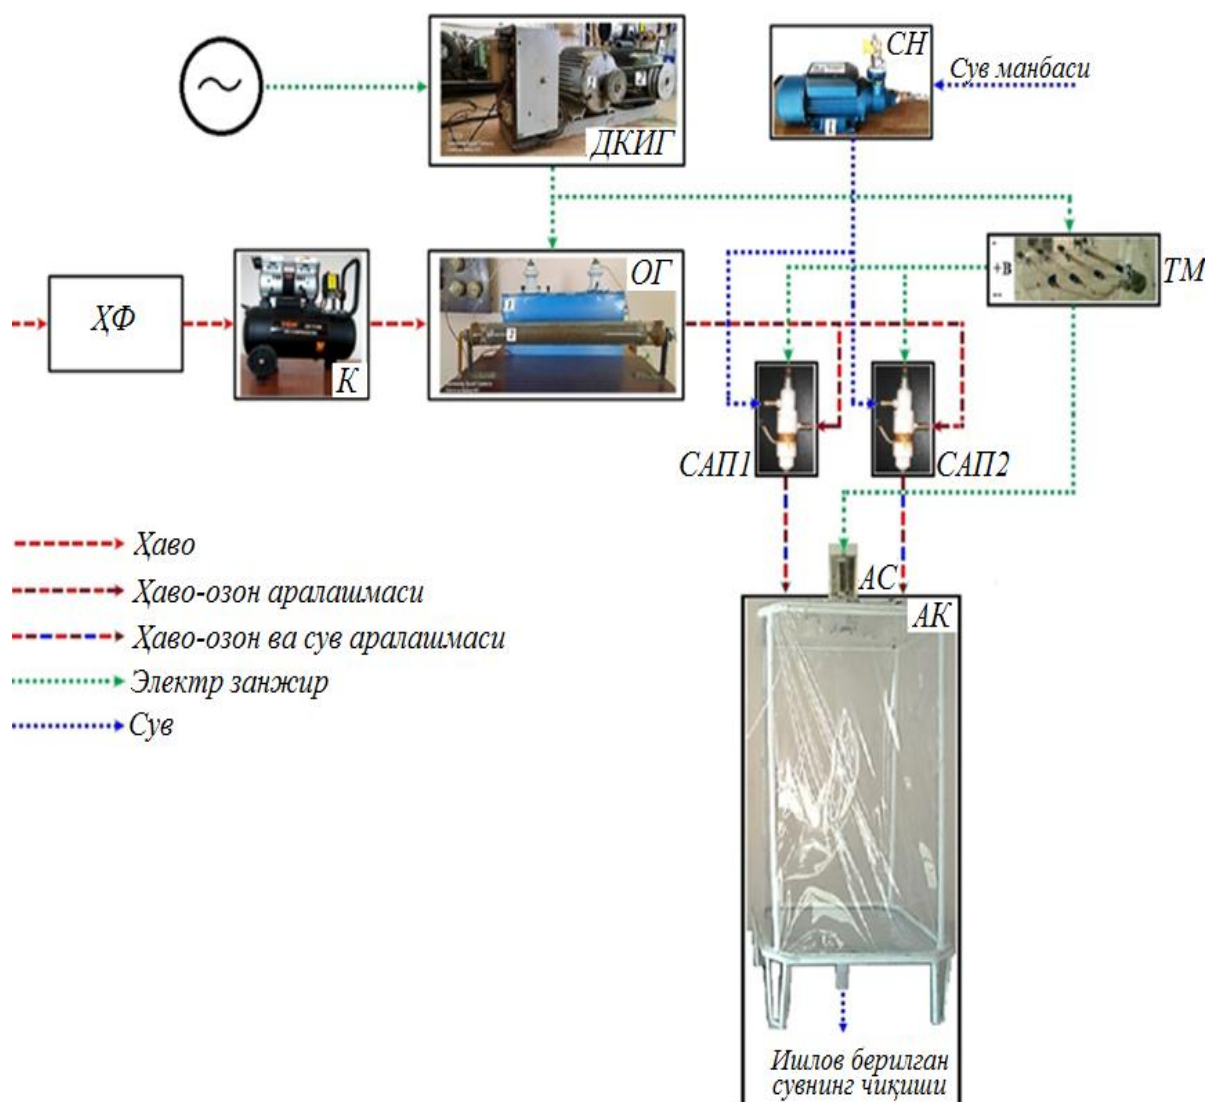 ДКИГ
СН
Сув манбаси
ҲФ
К
ОГ
+В
ТМ
САП1
САП2
Ҳаво
Ҳаво-озон аралашмаси
Ҳаво-озон ва сув аралашмаси
Электр занжир
Сув
АС
АК
Ишлов берилган
сувнинг чиқиши